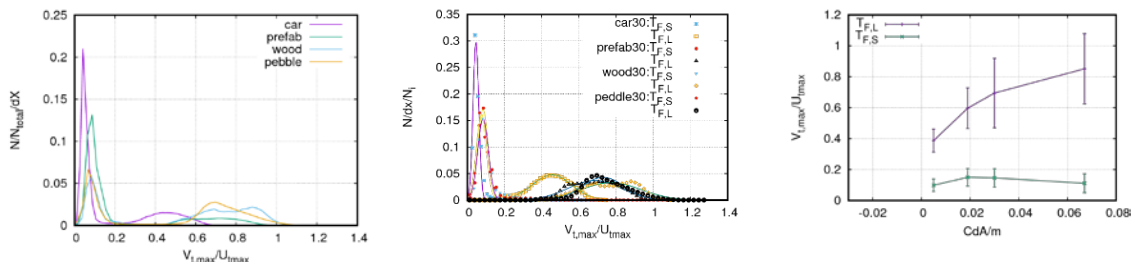 car
prefab
wood
pebble
0.25
0.2
0.15
0.1
0.05
0
N/N_total/dX
0 0.2 0.4 0.6 0.8 1 1.2 1.4
V_t,max/U_tmax
car30:T_F,S
T_F,L
prefab30:T_F,S
T_F,L
wood30:T_F,S
T_F,L
peddle30:T_F,S
T_F,L
0.35
0.3
0.25
0.2
0.15
0.1
0.05
0
N/dx/N_i
0 0.2 0.4 0.6 0.8 1 1.2 1.4
V_t,max/U_tmax
T_F,L
T_F,S
1.4
1.2
1
0.8
0.6
0.4
0.2
0
V_t,max/U_tmax
-0.02 0 0.02 0.04 0.06 0.08
CdA/m